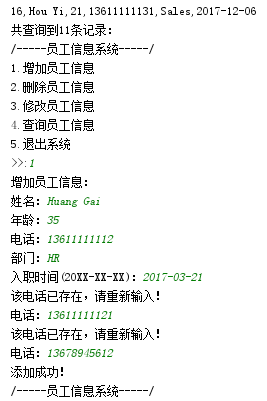 16,Hou Yi,21,13611111131,Sales,2017-12-06
共查询到11条记录:
/-----员工信息系统-----/
1.增加员工信息
2.删除员工信息
3.修改员工信息
4.查询员工信息
5.退出系统
>>:1
增加员工信息:
姓名: Huang Gai
年龄: 35
电话: 13611111112
部门: HR
入职时间(20XX-XX-XX): 2017-03-21
该电话已存在，请重新输入!
电话: 13611111121
该电话已存在，请重新输入!
电话: 13678945612
添加成功!
/-----员工信息系统-----/